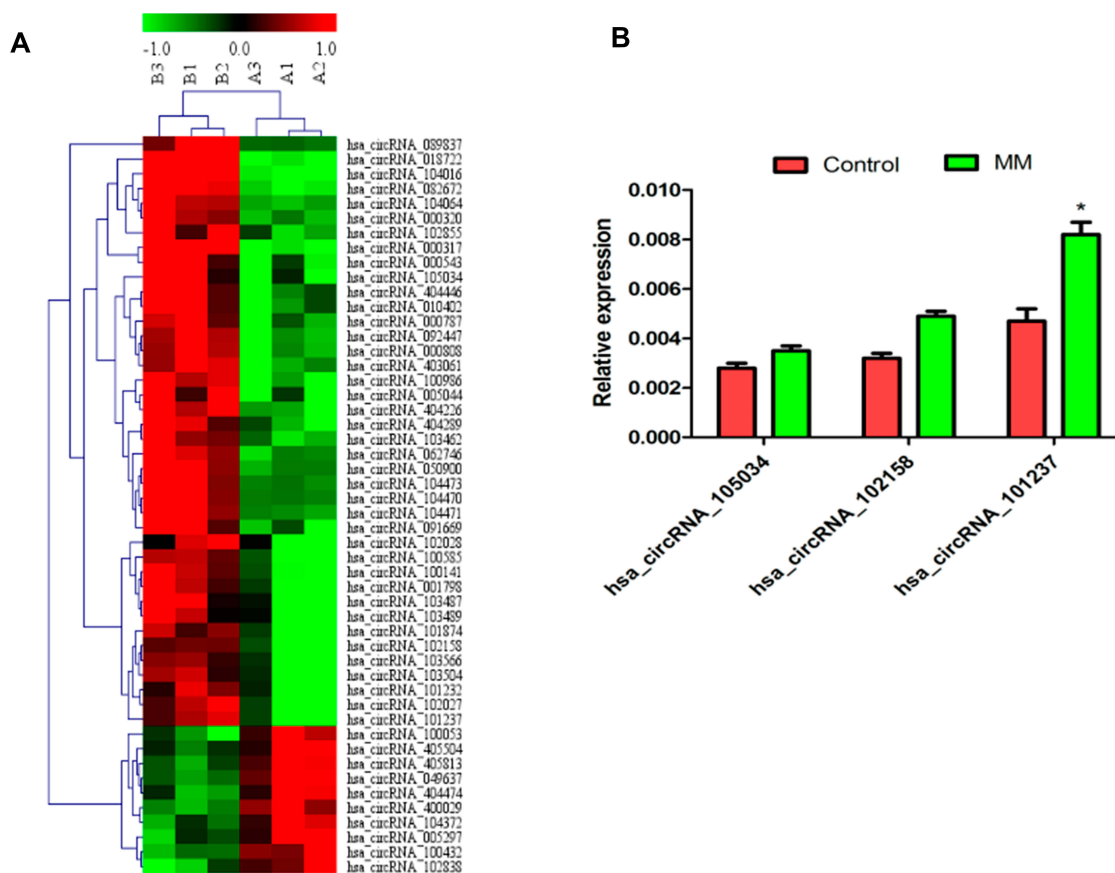 A
-1.0 0.0 1.0
B3 B1 B2 A3 A1 A2
hsa_circRNA_089837
hsa_circRNA_018722
hsa_circRNA_104016
hsa_circRNA_082672
hsa_circRNA_104064
hsa_circRNA_000320
hsa_circRNA_102855
hsa_circRNA_000317
hsa_circRNA_000543
hsa_circRNA_105034
hsa_circRNA_404446
hsa_circRNA_010402
hsa_circRNA_000787
hsa_circRNA_092447
hsa_circRNA_000808
hsa_circRNA_403061
hsa_circRNA_100986
hsa_circRNA_005044
hsa_circRNA_404226
hsa_circRNA_404289
hsa_circRNA_103462
hsa_circRNA_062746
hsa_circRNA_050900
hsa_circRNA_104473
hsa_circRNA_104470
hsa_circRNA_104471
hsa_circRNA_091669
hsa_circRNA_102028
hsa_circRNA_100585
hsa_circRNA_100141
hsa_circRNA_001798
hsa_circRNA_103487
hsa_circRNA_103489
hsa_circRNA_101874
hsa_circRNA_102158
hsa_circRNA_103566
hsa_circRNA_103504
hsa_circRNA_101232
hsa_circRNA_102027
hsa_circRNA_101237
hsa_circRNA_100053
hsa_circRNA_405504
hsa_circRNA_405813
hsa_circRNA_049637
hsa_circRNA_404474
hsa_circRNA_400029
hsa_circRNA_104372
hsa_circRNA_005297
hsa_circRNA_100432
hsa_circRNA_102838
B
Control MM
Relative expression
0.010
0.008
0.006
0.004
0.002
0.000
*
hsa_circRNA_105034
hsa_circRNA_102158
hsa_circRNA_101237